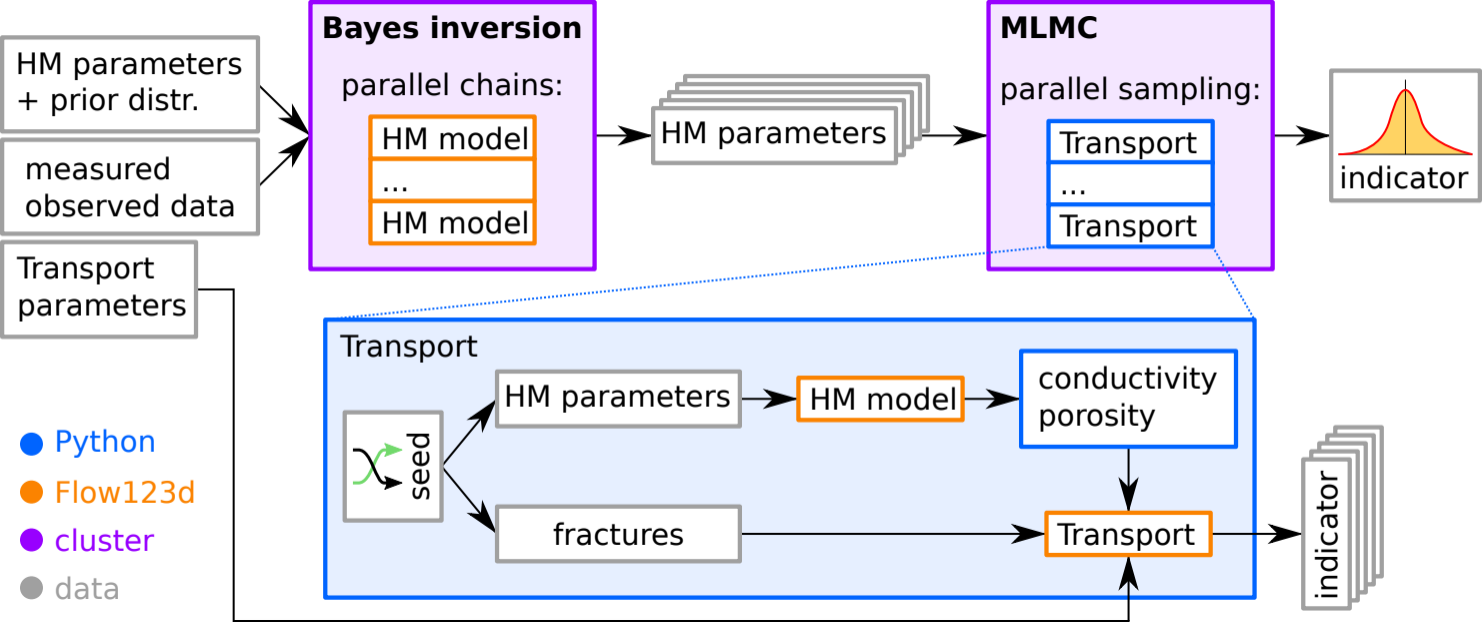 HM parameters
+ prior distr.
measured
observed data
Transport
parameters
Bayes inversion
parallel chains:
HM model
...
HM model
HM parameters
MLMC
parallel sampling:
Transport
...
Transport
indicator
Transport
seed
HM parameters
HM model
conductivity
porosity
fractures
Transport
indicator
Python
Flow123d
cluster
data